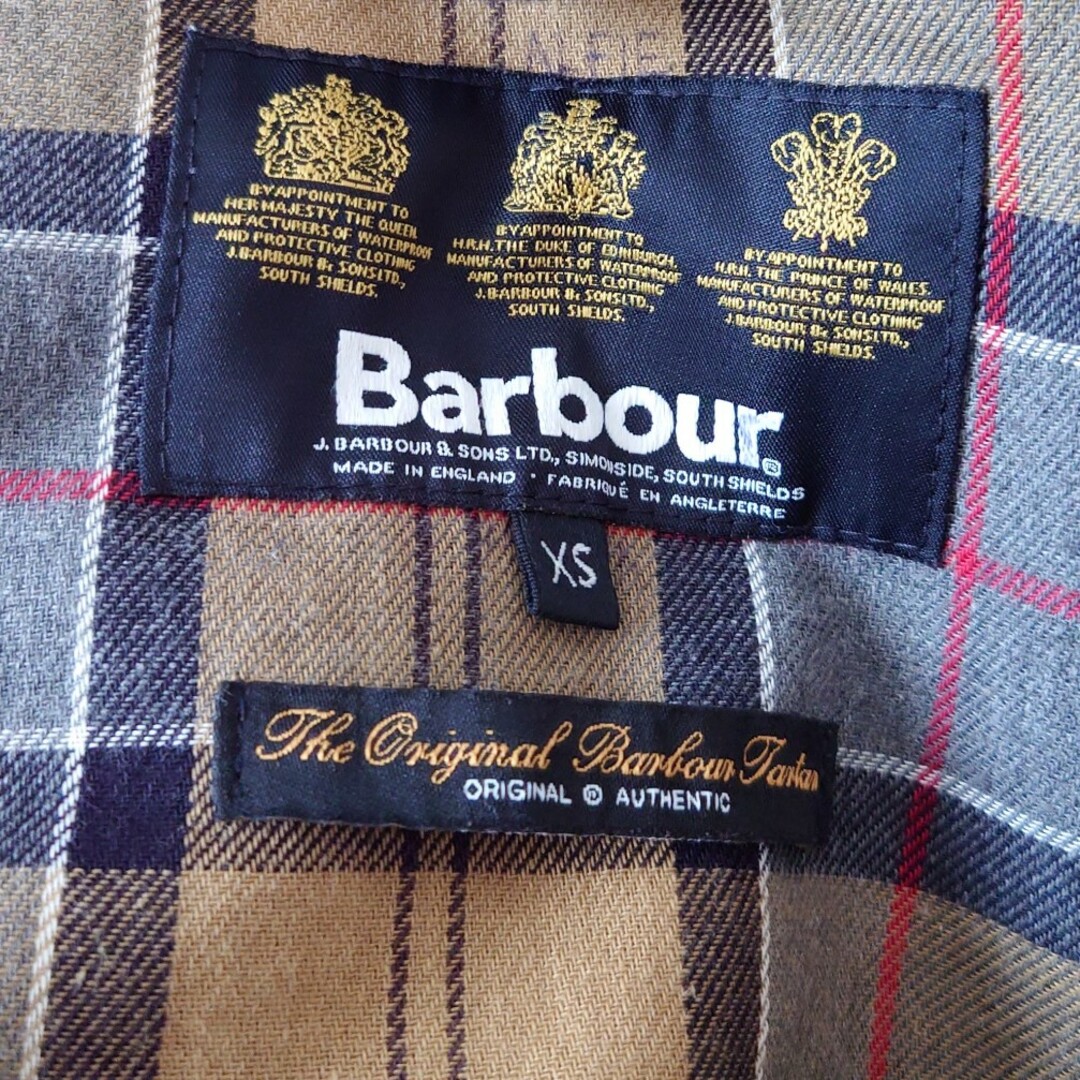 BY APPOINTMENT TO
HER MAJESTY THE QUEEN
MANUFACTURERS OF WATERPROOF
AND PROTECTIVE CLOTHING
J. BARBOUR & SONS LTD.,
SOUTH SHIELDS.
BY APPOINTMENT TO
H.R.H. THE DUKE OF EDINBURGH.
MANUFACTURERS OF WATERPROOF
AND PROTECTIVE CLOTHING
J. BARBOUR & SONS LTD.,
SOUTH SHIELDS.
BY APPOINTMENT TO
H.R.H. THE PRINCE OF WALES.
MANUFACTURERS OF WATERPROOF
AND PROTECTIVE CLOTHING
J. BARBOUR & SONS LTD.,
SOUTH SHIELDS.
Barbour®
J. BARBOUR & SONS LTD., SIMONSIDE, SOUTH SHIELDS
MADE IN ENGLAND · FABRIQUÉ EN ANGLETERRE
XS
The Original Barbour Tartan
ORIGINAL ® AUTHENTIC